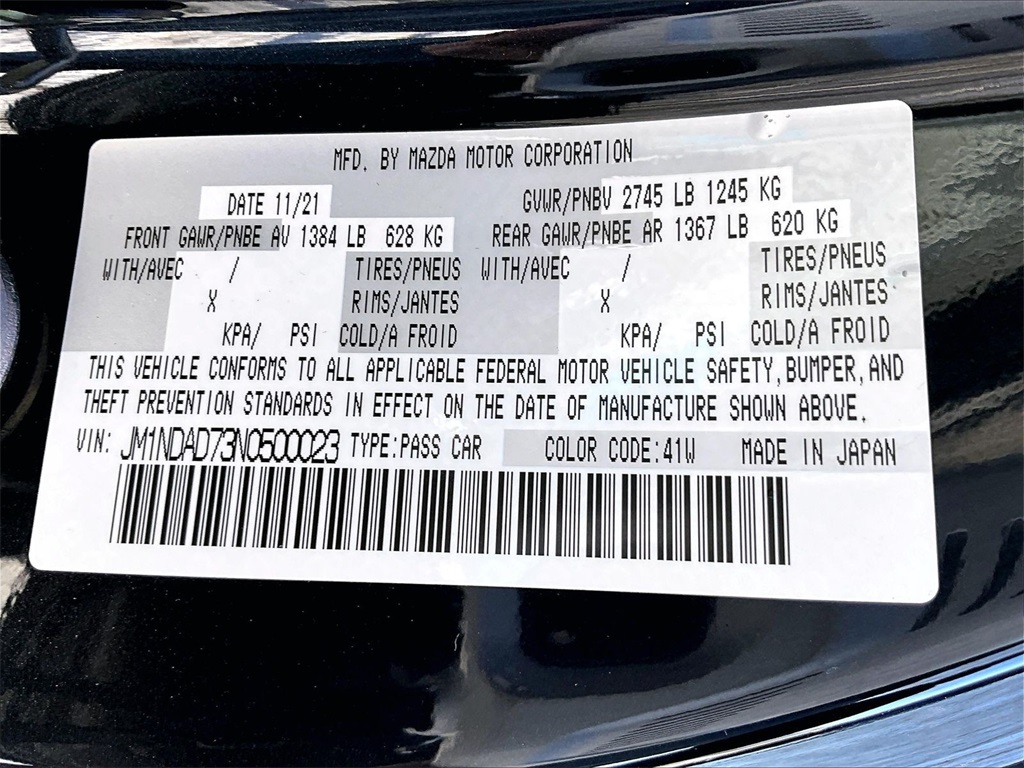 MFD. BY MAZDA MOTOR CORPORATION
DATE 11/21 GVWR/PNBV 2745 LB 1245 KG
FRONT GAWR/PNBE AV 1384 LB 628 KG REAR GAWR/PNBE AR 1367 LB 620 KG
WITH/AVEC / TIRES/PNEUS WITH/AVEC / TIRES/PNEUS
X RIMS/JANTES X RIMS/JANTES
KPA/ PSI COLD/A FROID KPA/ PSI COLD/A FROID
THIS VEHICLE CONFORMS TO ALL APPLICABLE FEDERAL MOTOR VEHICLE SAFETY, BUMPER, AND
THEFT PREVENTION STANDARDS IN EFFECT ON THE DATE OF MANUFACTURE SHOWN ABOVE.
VIN: JM1NDAD73N0500023 TYPE:PASS CAR COLOR CODE:41W MADE IN JAPAN